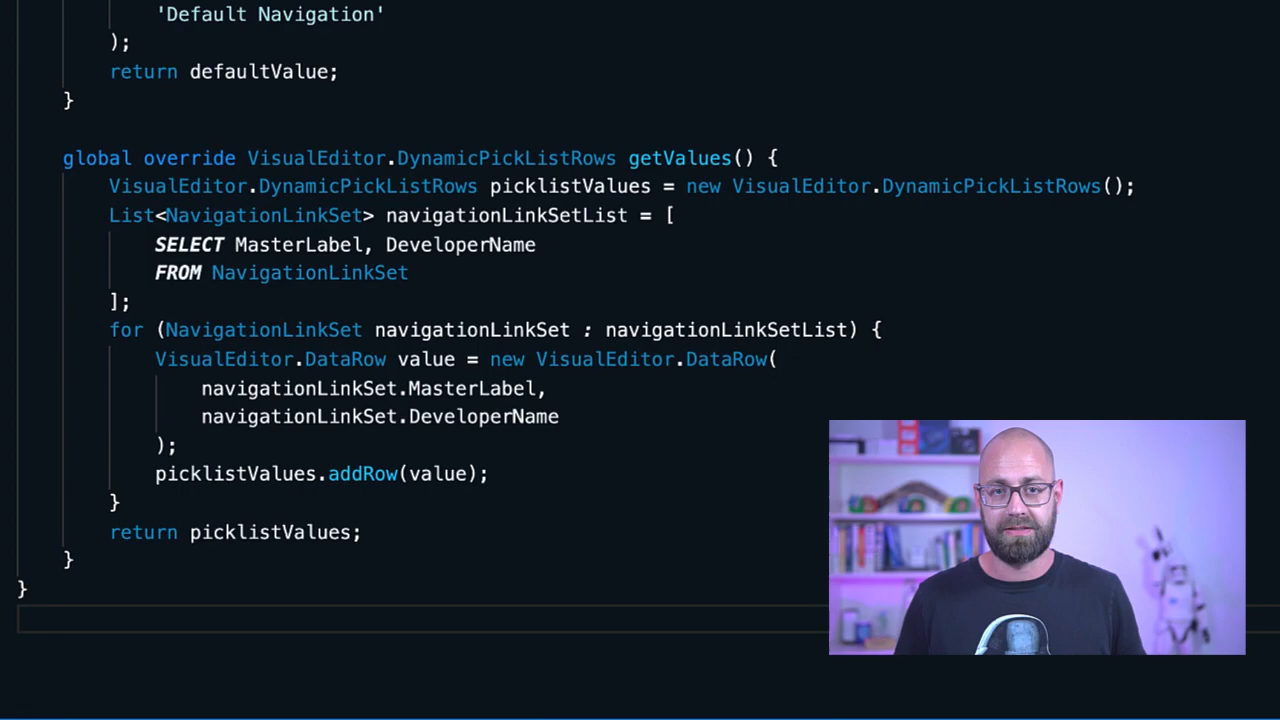 'Default Navigation'
);
return defaultValue;
}
global override VisualEditor.DynamicPickListRows getValues() {
VisualEditor.DynamicPickListRows picklistValues = new VisualEditor.DynamicPickListRows();
List<NavigationLinkSet> navigationLinkSetList = [
SELECT MasterLabel, DeveloperName
FROM NavigationLinkSet
];
for (NavigationLinkSet navigationLinkSet : navigationLinkSetList) {
VisualEditor.DataRow value = new VisualEditor.DataRow(
navigationLinkSet.MasterLabel,
navigationLinkSet.DeveloperName
);
picklistValues.addRow(value);
}
return picklistValues;
}
}